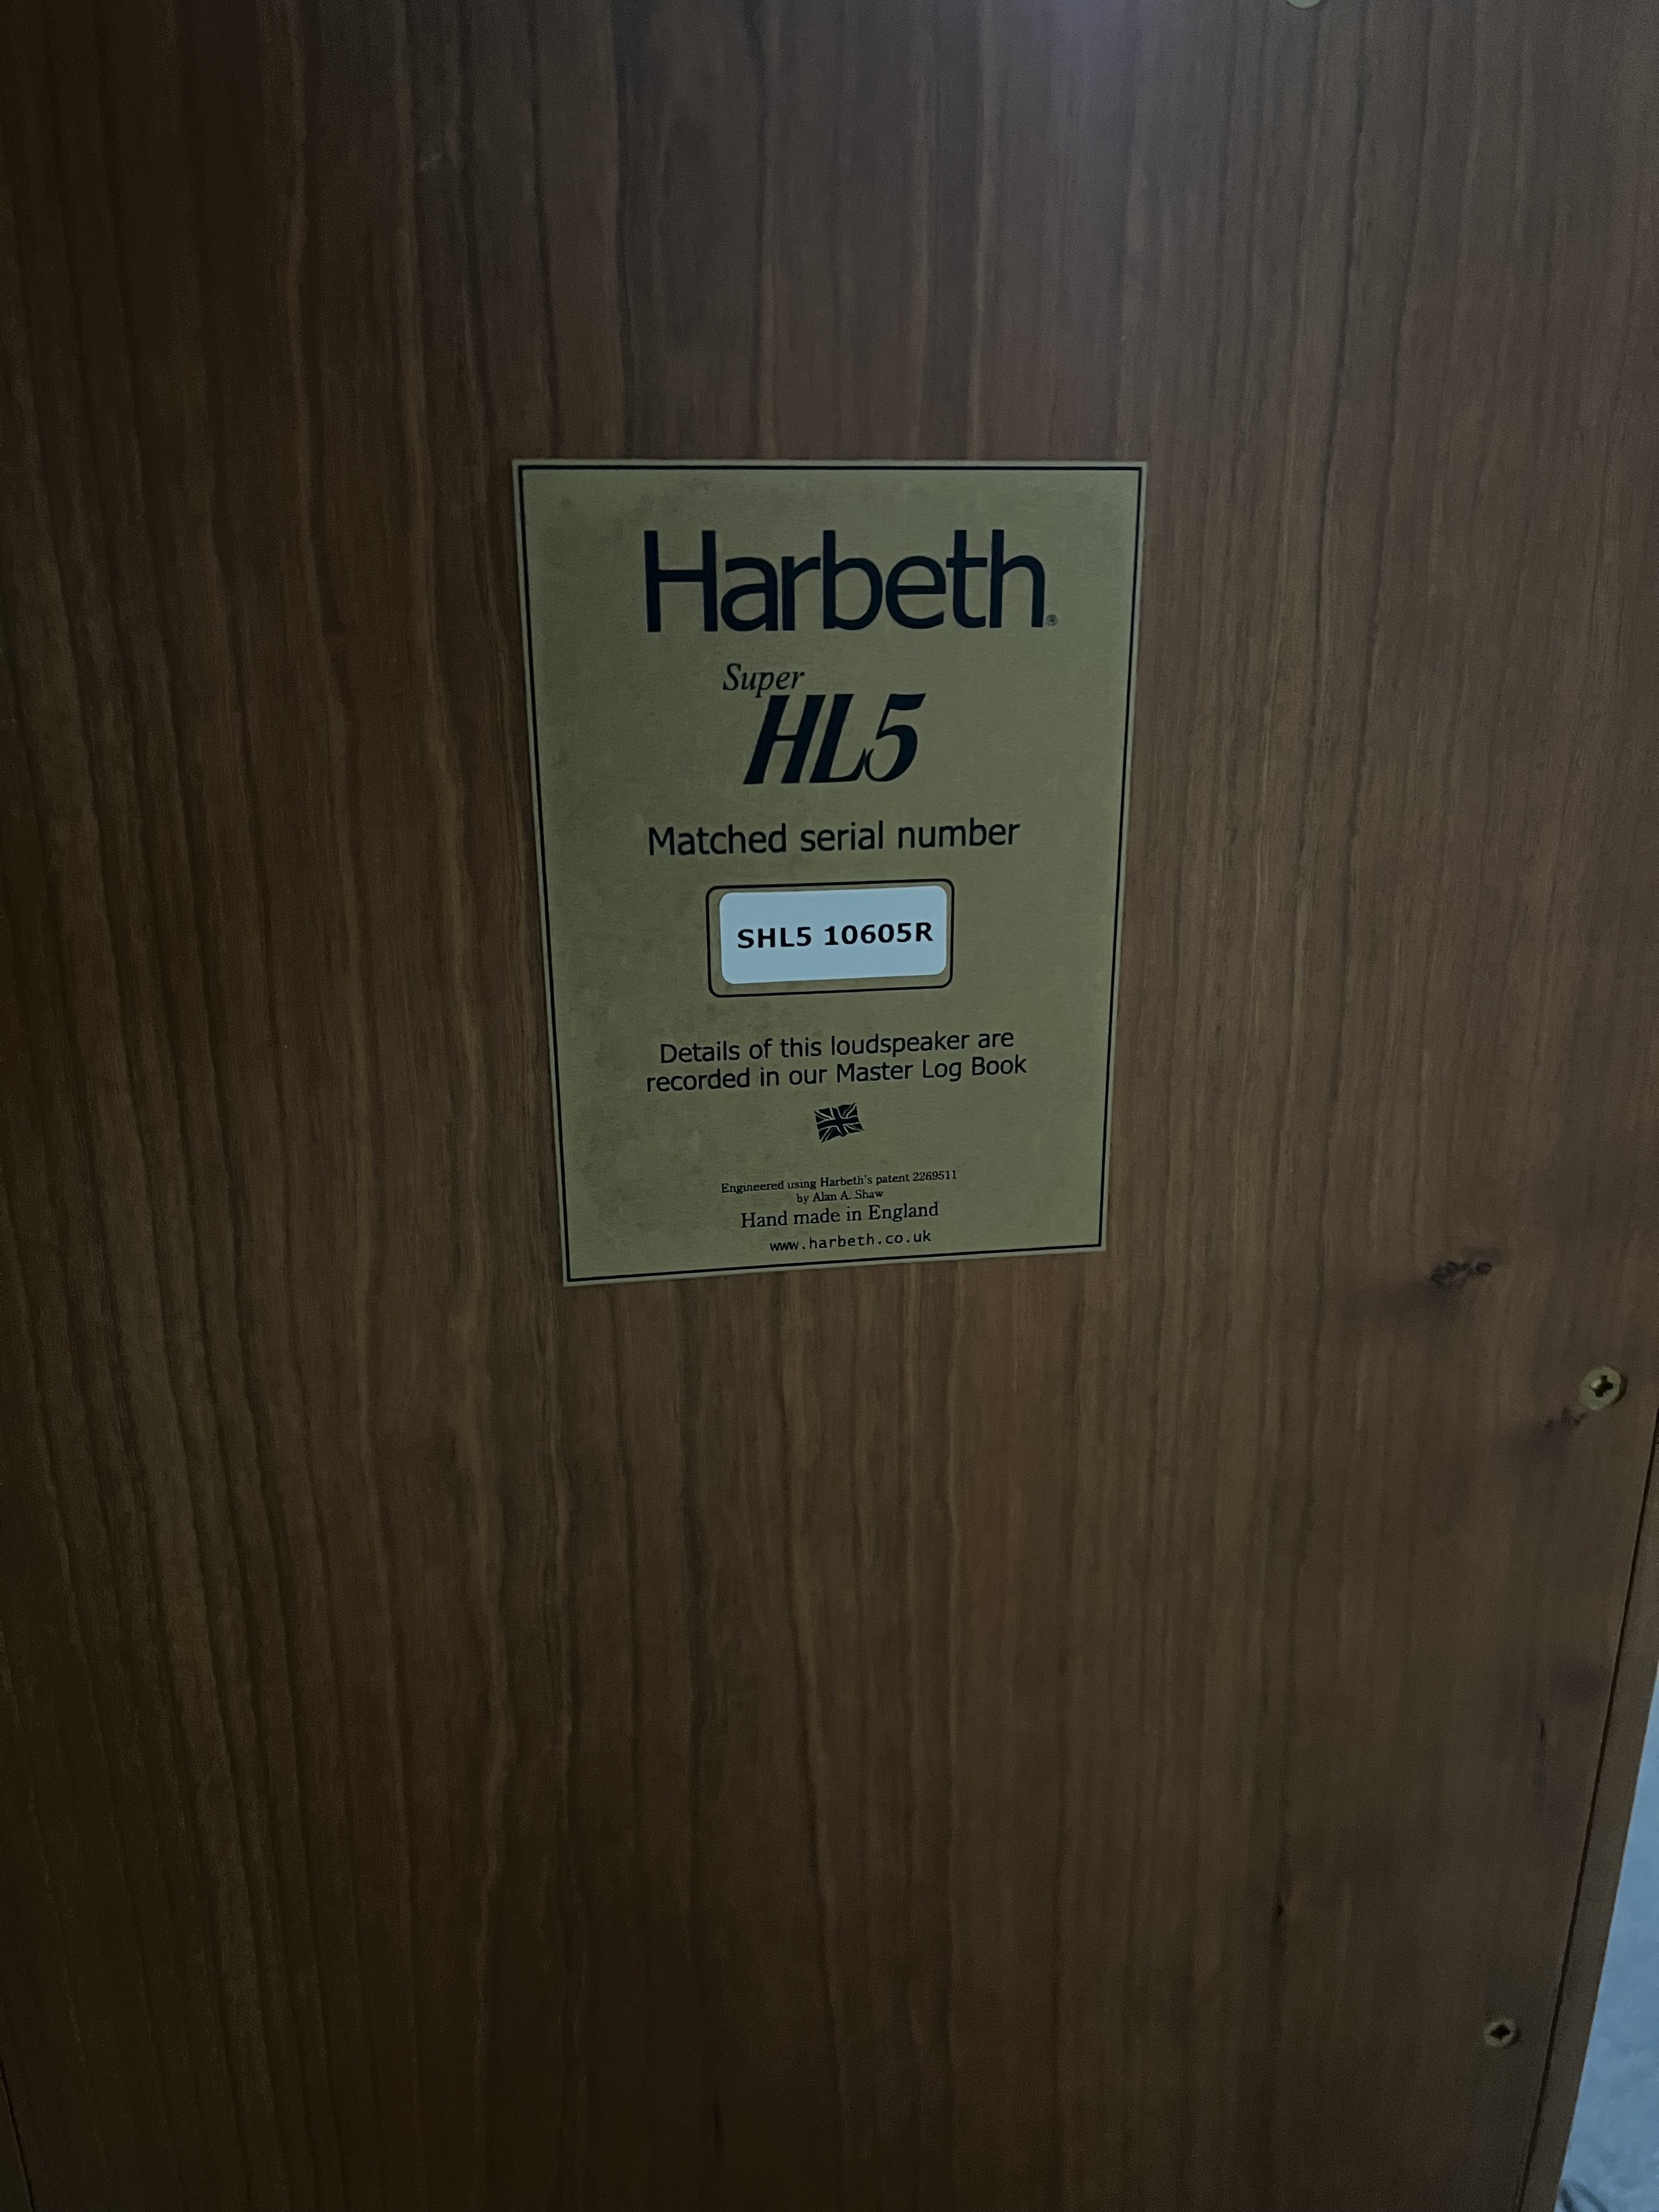 Harbeth®
Super
HL5
Matched serial number
SHL5 10605R
Details of this loudspeaker are
recorded in our Master Log Book
Engineered using Harbeth's patent 2269511
by Alan A. Shaw
Hand made in England
www.harbeth.co.uk